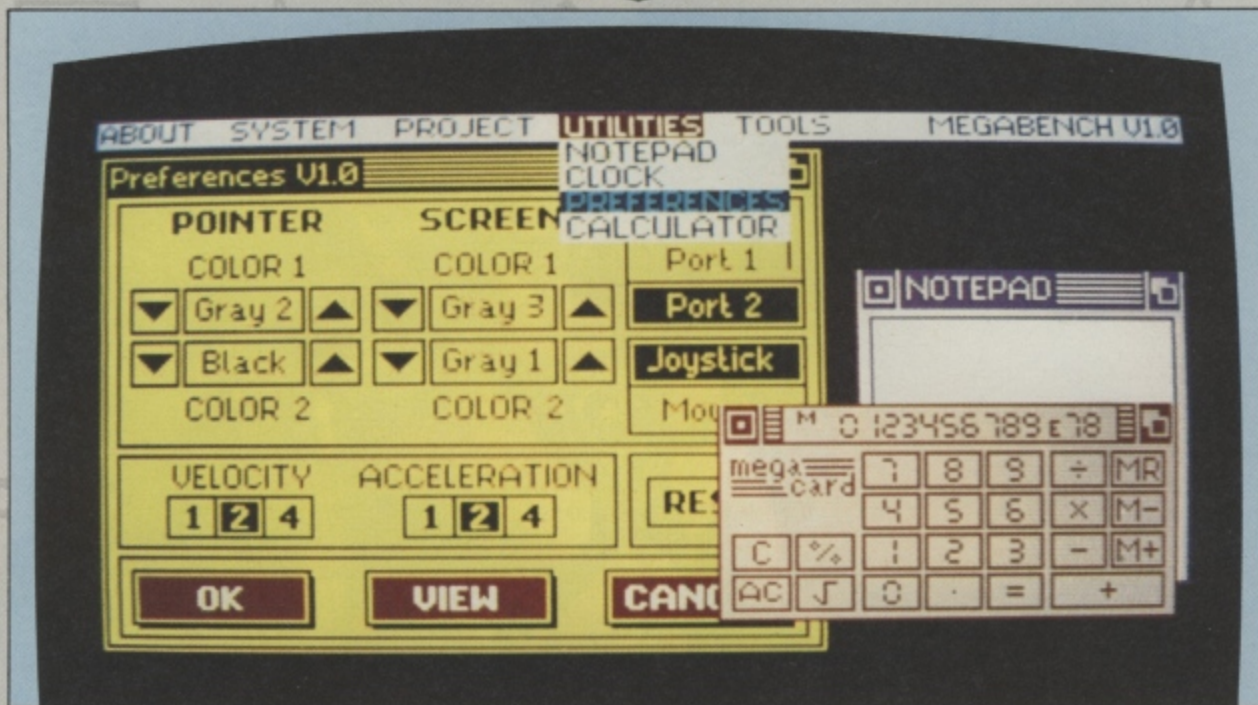 ABOUT SYSTEM PROJECT UTILITIES TOOLS MEGABENCH V1.0
NOTEPAD
CLOCK
PREFERENCES
CALCULATOR
Preferences V1.0
POINTER SCREEN
COLOR 1 COLOR 1 Port 1
Gray 2 Gray 3 Port 2
Black Gray 1 Joystick
COLOR 2 COLOR 2
VELOCITY ACCELERATION
1 2 4 1 2 4
OK VIEW
NOTEPAD
M 0123456789E78
mega card
7 8 9 ÷ MR
4 5 6 × M-
C % 1 2 3 - M+
AC √ 0 . = +